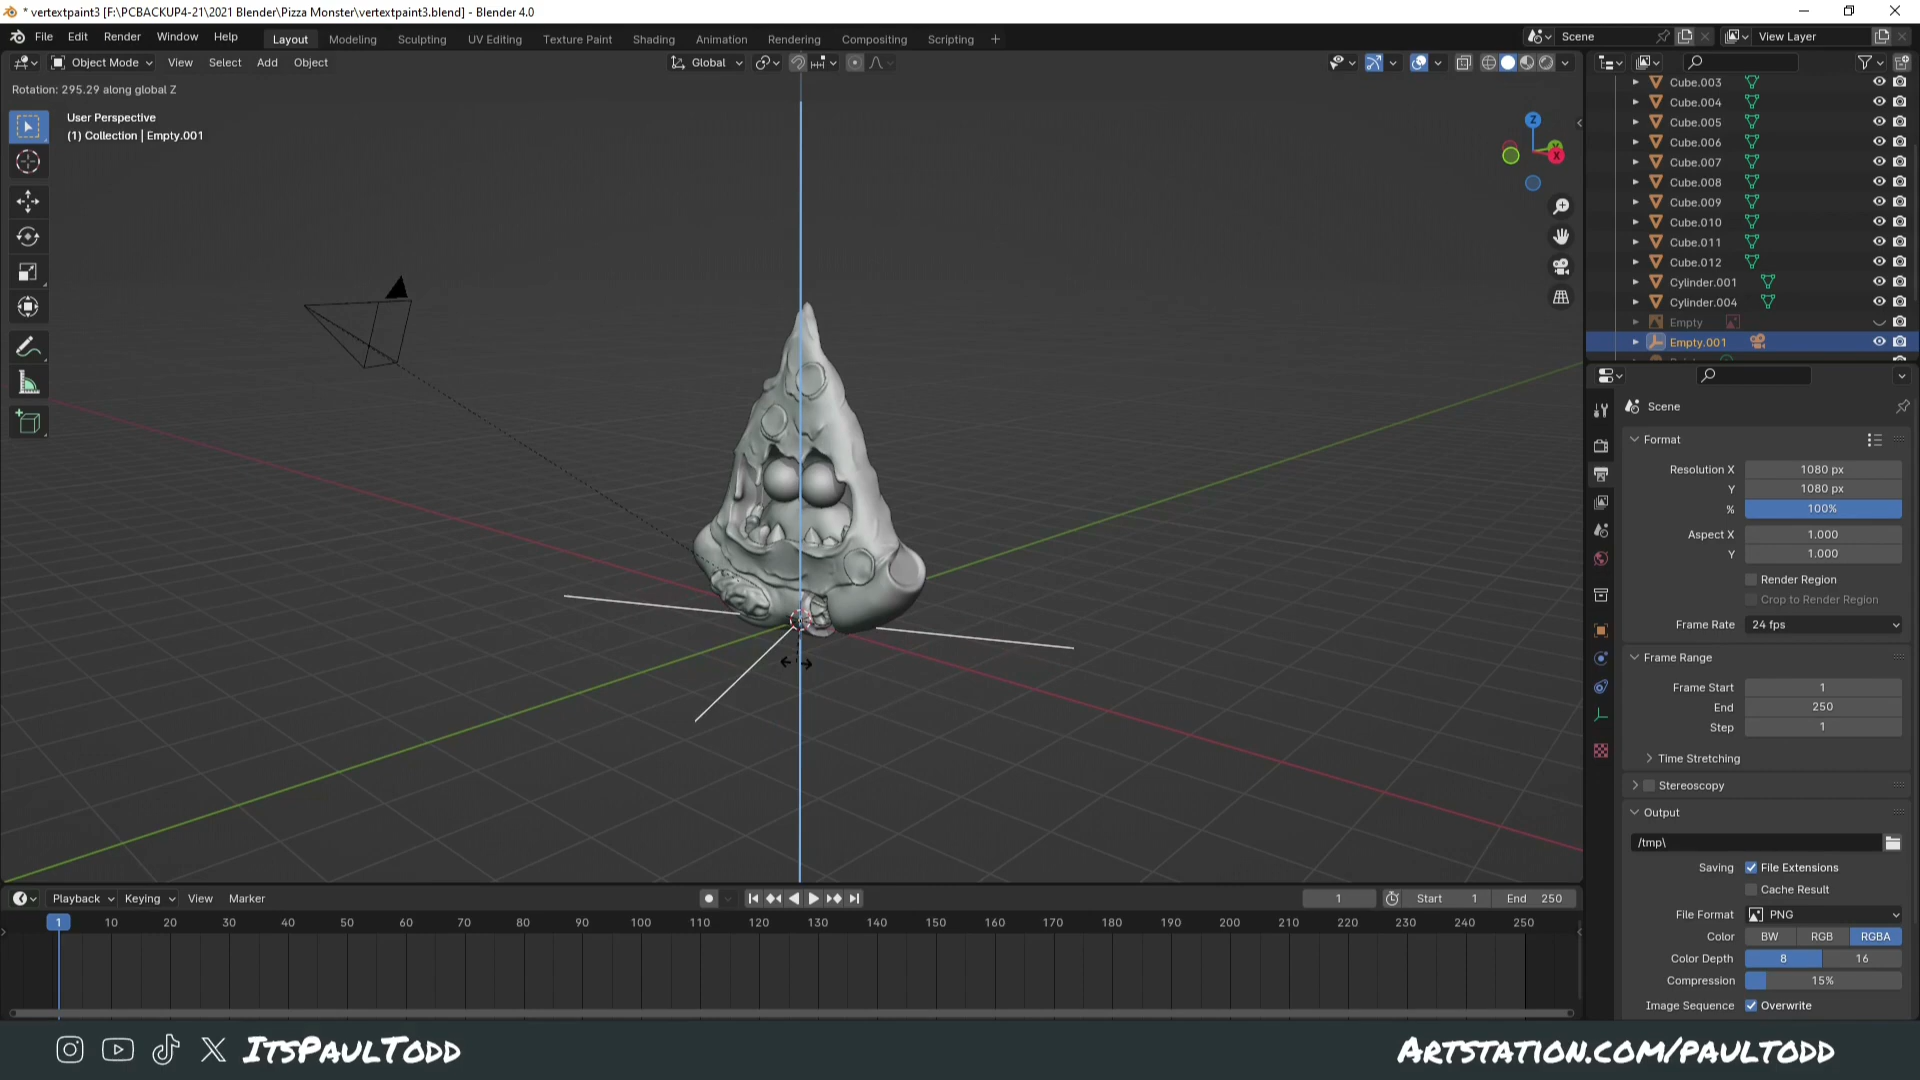 * vertextpaint3 [F:\PCBACKUP4-21\2021 Blender\Pizza Monster\vertextpaint3.blend] - Blender 4.0
File Edit Render Window Help Layout Modeling Sculpting UV Editing Texture Paint Shading Animation Rendering Compositing Scripting + Scene View Layer
Object Mode View Select Add Object Global
Rotation: 295.29 along global Z
User Perspective
(1) Collection | Empty.001
Z
X
Cube.003
Cube.004
Cube.005
Cube.006
Cube.007
Cube.008
Cube.009
Cube.010
Cube.011
Cube.012
Cylinder.001
Cylinder.004
Empty
Empty.001
Scene
Format
Resolution X 1080 px
Y 1080 px
% 100%
Aspect X 1.000
Y 1.000
Render Region
Crop to Render Region
Frame Rate 24 fps
Frame Range
Frame Start 1
End 250
Step 1
Time Stretching
Stereoscopy
Output
/tmp\
Saving File Extensions
Cache Result
File Format PNG
Color BW RGB RGBA
Color Depth 8 16
Compression 15%
Image Sequence Overwrite
Playback Keying View Marker 1 Start 1 End 250
1 10 20 30 40 50 60 70 80 90 100 110 120 130 140 150 160 170 180 190 200 210 220 230 240 250
ItsPaulTodd
Artstation.com/paultodd